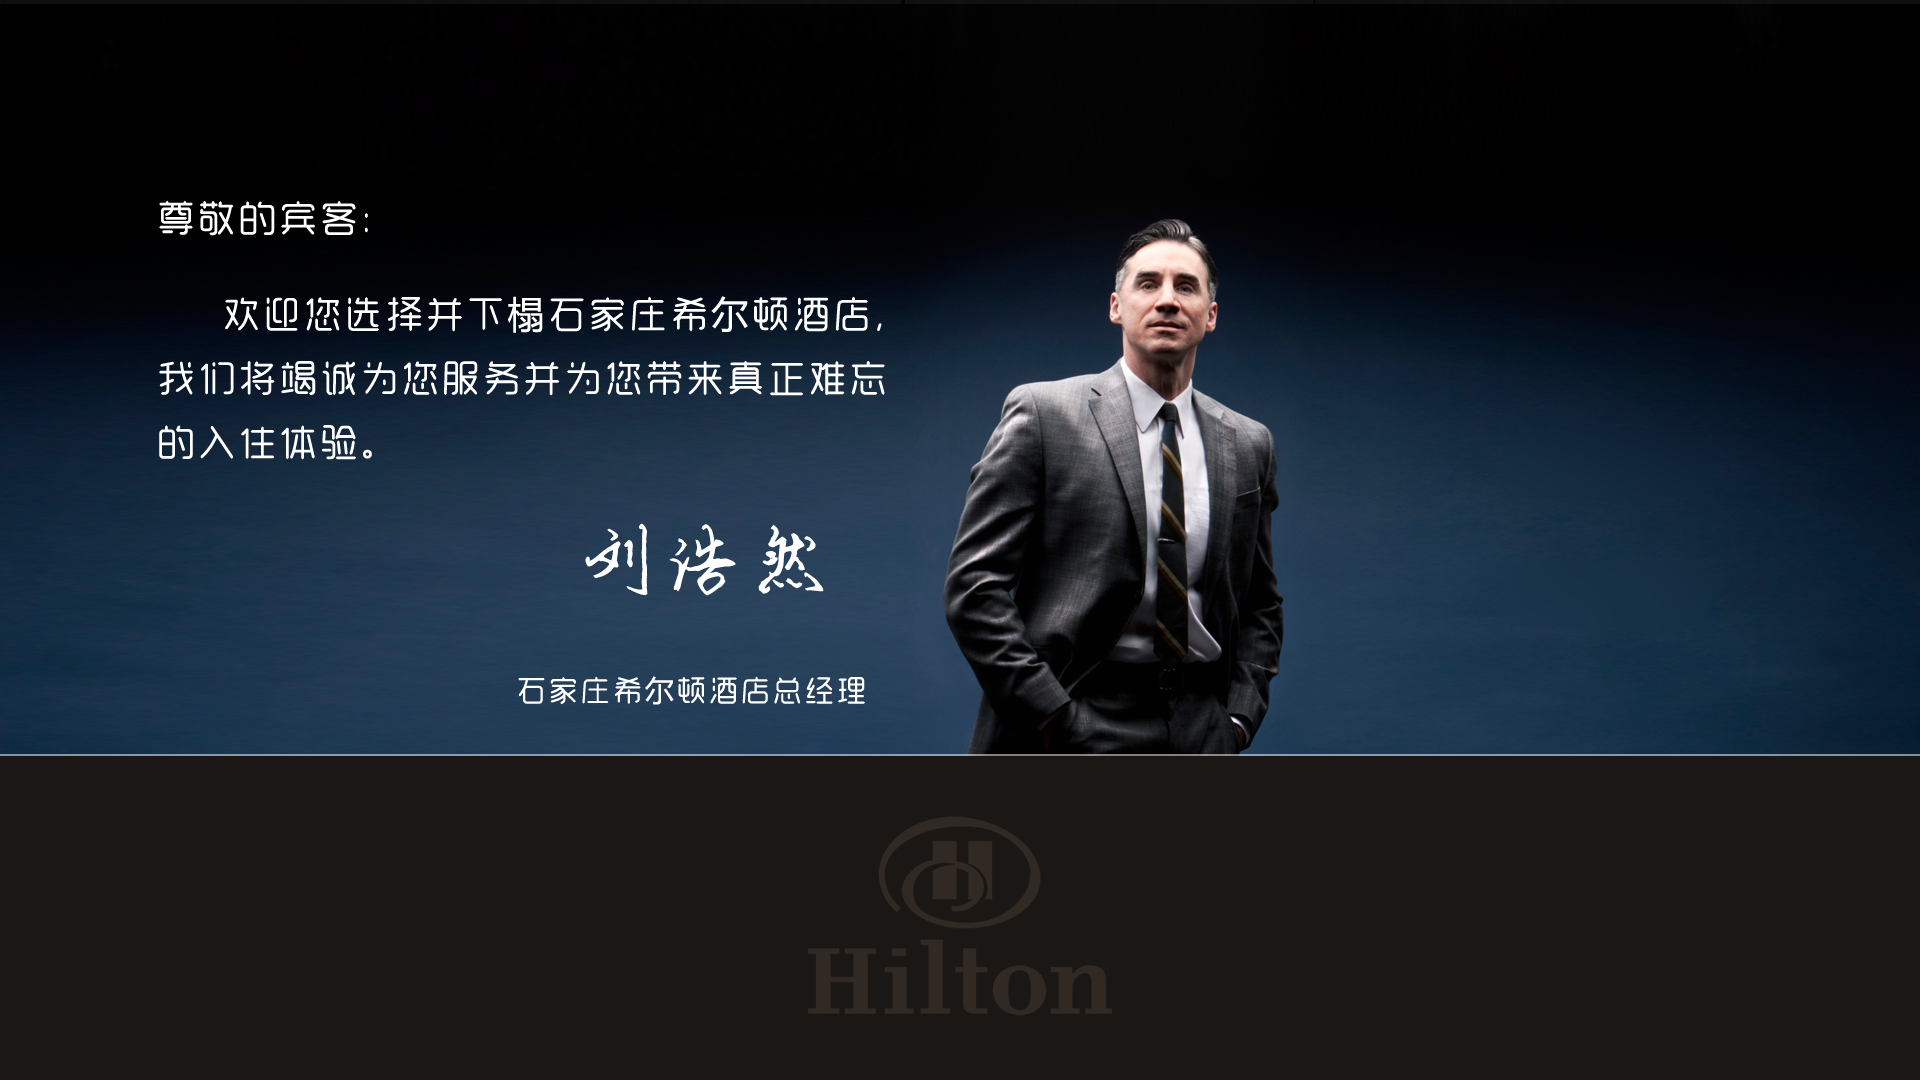 尊敬的宾客:
欢迎您选择并下榻石家庄希尔顿酒店,
我们将竭诚为您服务并为您带来真正难忘
的入住体验。
刘浩然
石家庄希尔顿酒店总经理
Hilton